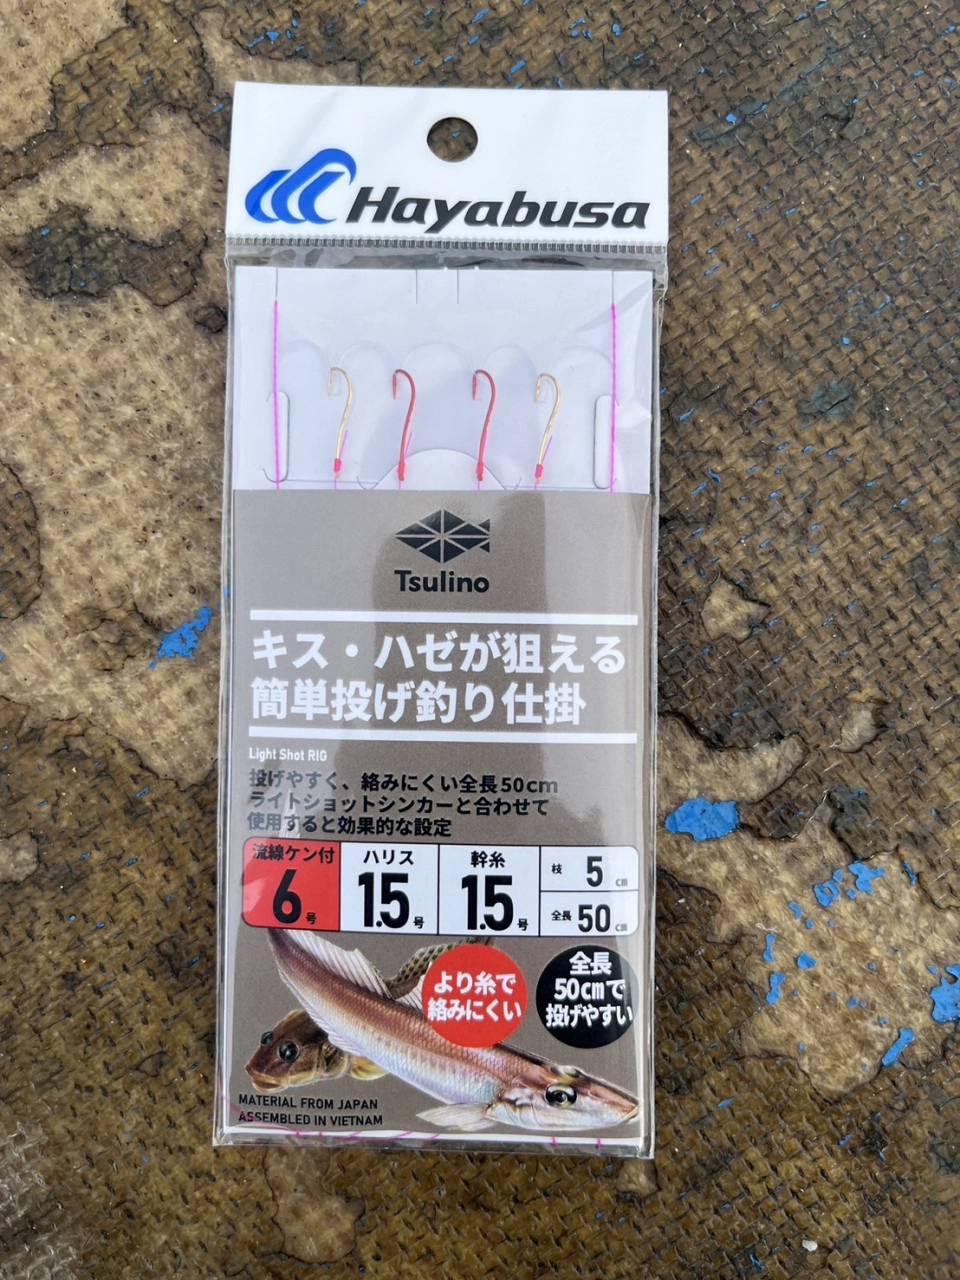 Hayabusa
Tsulino
キス・ハゼが狙える
簡単投げ釣り仕掛
Light Shot RIG
投げやすく、絡みにくい全長50cm
ライトショットシンカーと合わせて
使用すると効果的な設定
流線ケン付
6号
ハリス
1.5号
幹糸
1.5号
枝 5cm
全長 50cm
より糸で
絡みにくい
全長
50cmで
投げやすい
MATERIAL FROM JAPAN
ASSEMBLED IN VIETNAM